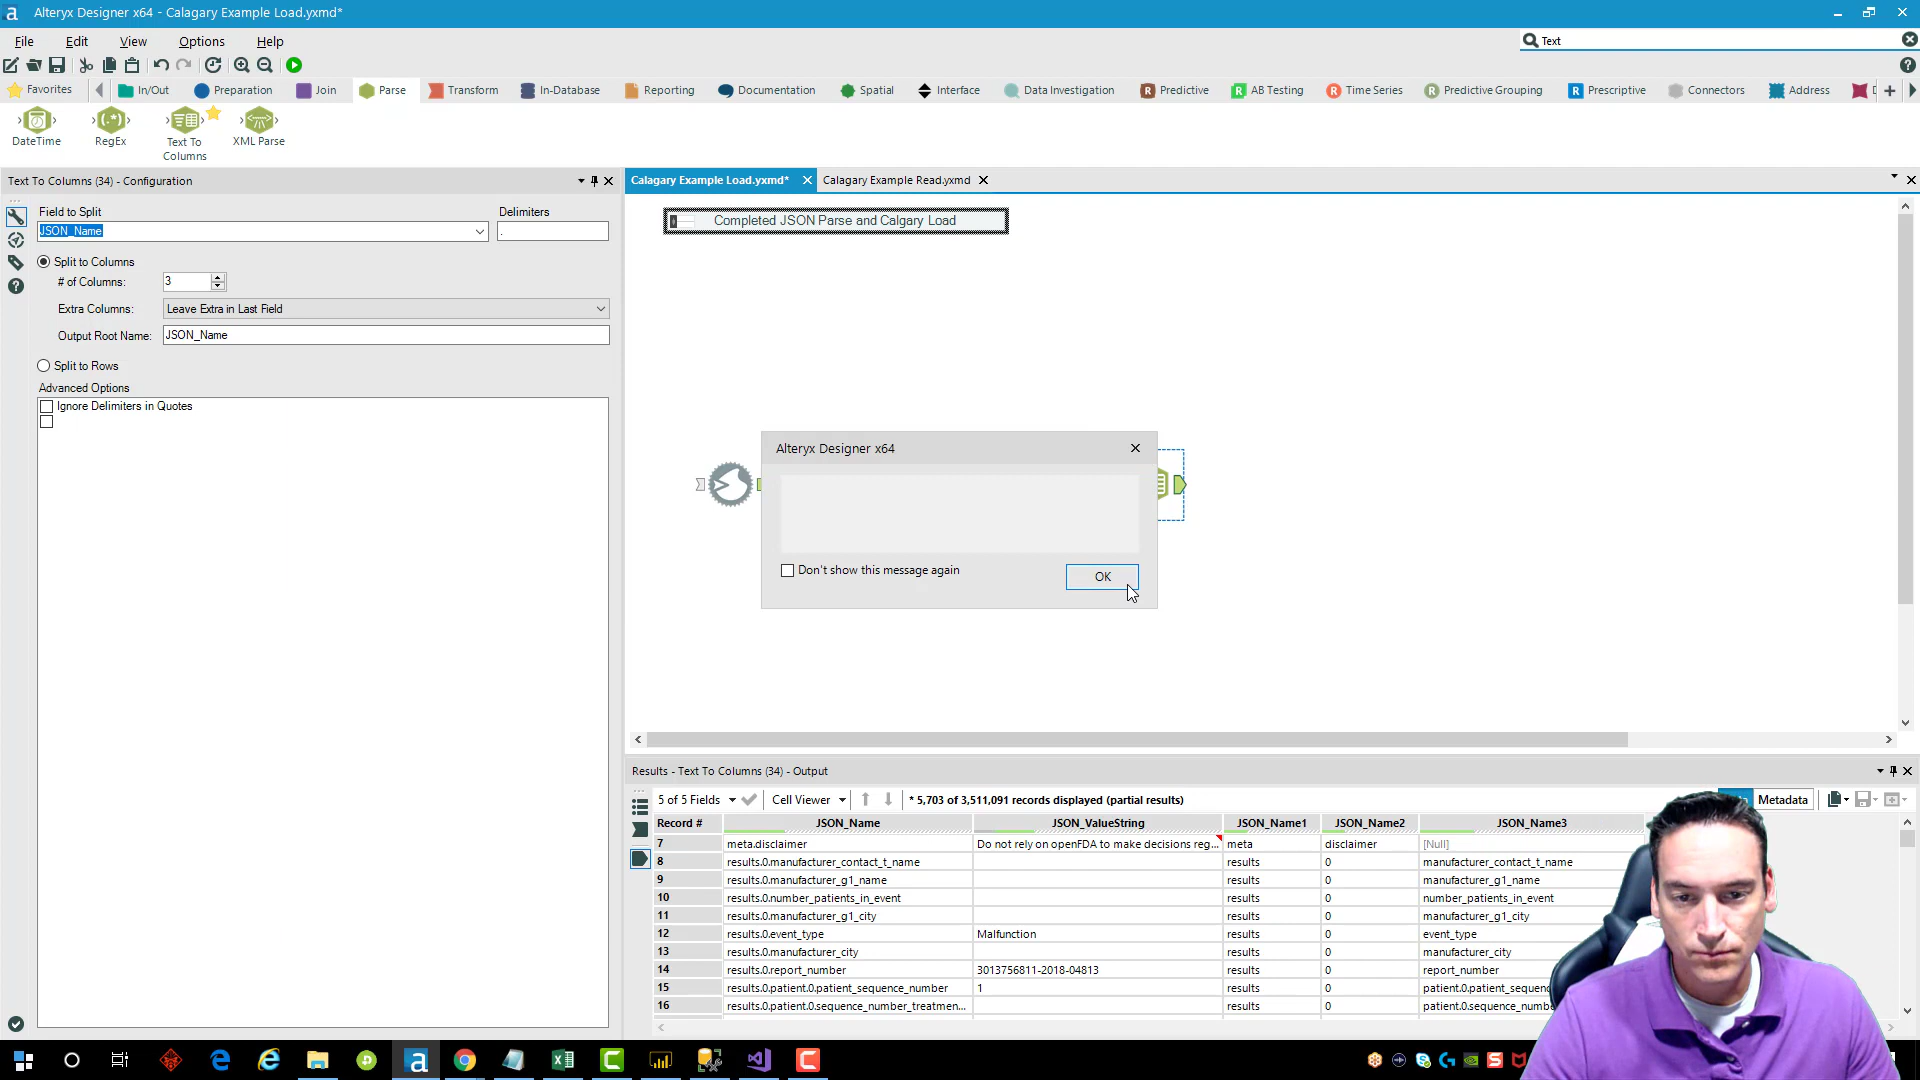 Alteryx Designer x64 - Calagary Example Load.yxmd*
File Edit View Options Help
Text
Favorites In/Out Preparation Join Parse Transform In-Database Reporting Documentation Spatial Interface Data Investigation Predictive AB Testing Time Series Predictive Grouping Prescriptive Connectors Address
DateTime RegEx Text To Columns XML Parse
Text To Columns (34) - Configuration
Calagary Example Load.yxmd* Calagary Example Read.yxmd
Field to Split Delimiters
JSON_Name .
Completed JSON Parse and Calgary Load
Split to Columns
# of Columns: 3
Extra Columns: Leave Extra in Last Field
Output Root Name: JSON_Name
Split to Rows
Advanced Options
Ignore Delimiters in Quotes
Alteryx Designer x64
Don't show this message again
OK
Results - Text To Columns (34) - Output
5 of 5 Fields Cell Viewer * 5,703 of 3,511,091 records displayed (partial results) Metadata
Record # JSON_Name JSON_ValueString JSON_Name1 JSON_Name2 JSON_Name3
7 meta.disclaimer Do not rely on openFDA to make decisions reg... meta disclaimer [Null]
8 results.0.manufacturer_contact_t_name results 0 manufacturer_contact_t_name
9 results.0.manufacturer_g1_name results 0 manufacturer_g1_name
10 results.0.number_patients_in_event results 0 number_patients_in_event
11 results.0.manufacturer_g1_city results 0 manufacturer_g1_city
12 results.0.event_type Malfunction results 0 event_type
13 results.0.manufacturer_city results 0 manufacturer_city
14 results.0.report_number 3013756811-2018-04813 results 0 report_number
15 results.0.patient.0.patient_sequence_number 1 results 0 patient.0.patient_sequenc
16 results.0.patient.0.sequence_number_treatmen... results 0 patient.0.sequence_numb